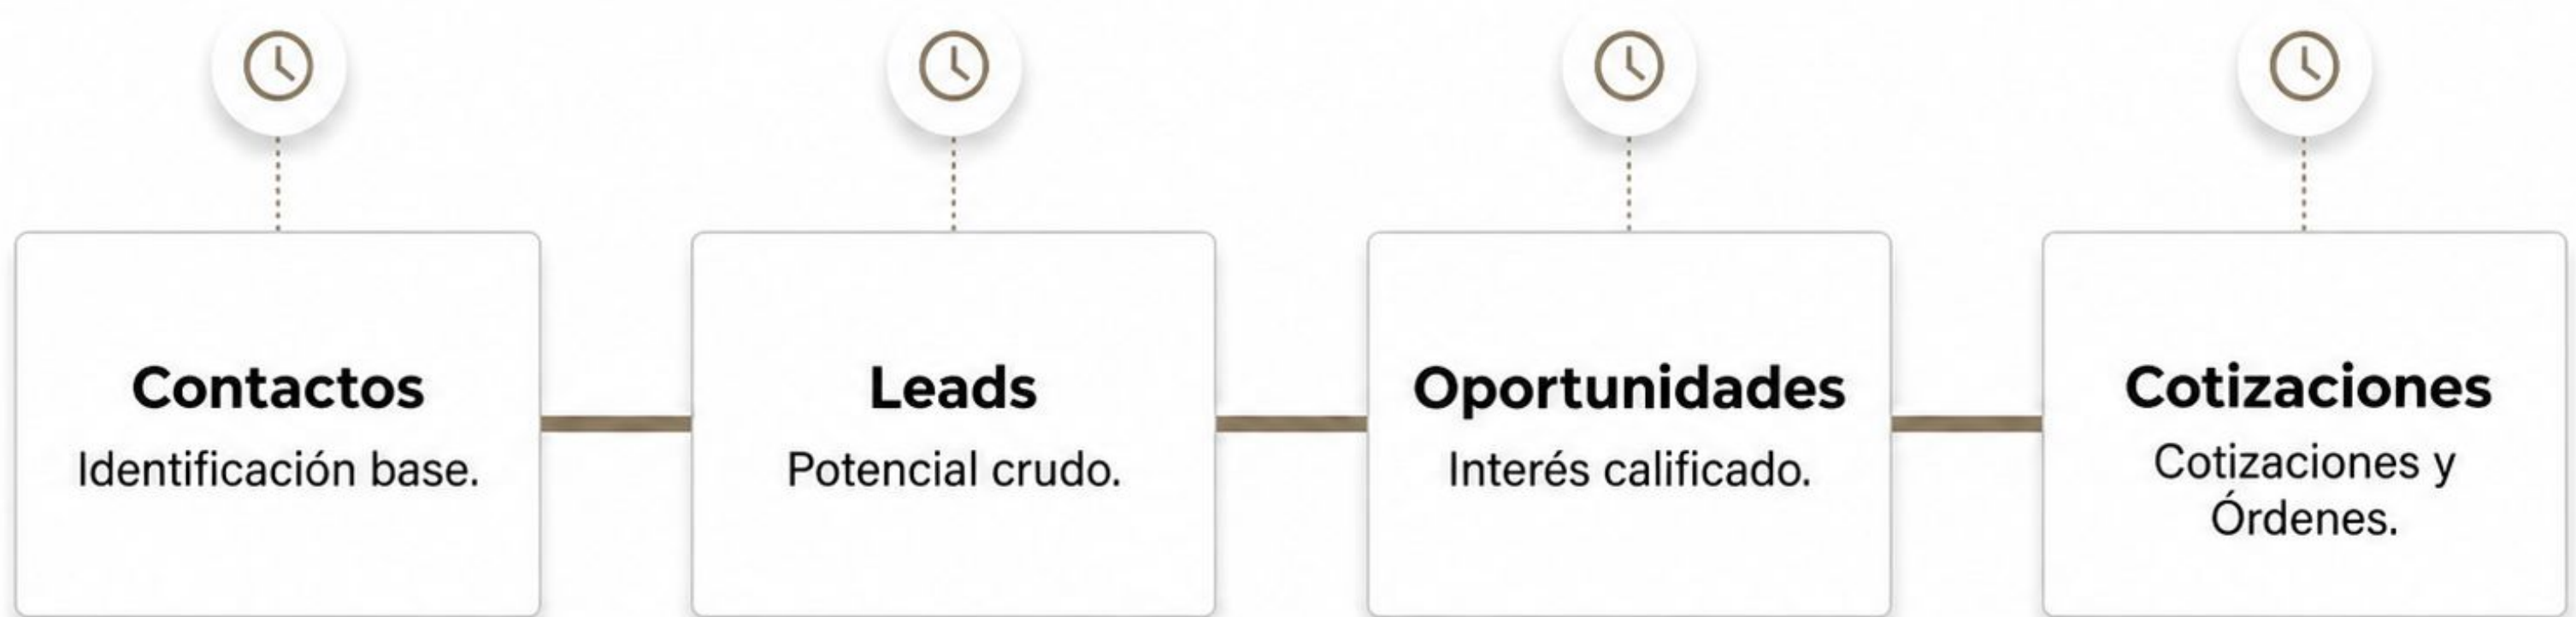 Contactos
Identificación base.
Leads
Potencial crudo.
Oportunidades
Interés calificado.
Cotizaciones
Cotizaciones y
Órdenes.